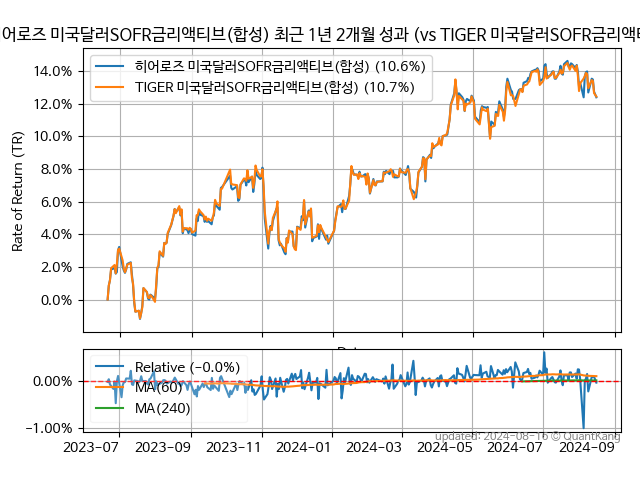 어로즈 미국달러SOFR금리액티브(합성) 최근 1년 2개월 성과 (vs TIGER 미국달러SOFR금리액티
Rate of Return (TR)
14.0%
12.0%
10.0%
8.0%
6.0%
4.0%
2.0%
0.0%
히어로즈 미국달러SOFR금리액티브(합성) (10.6%)
TIGER 미국달러SOFR금리액티브(합성) (10.7%)
0.00%
−1.00%
Relative (−0.0%)
MA(60)
MA(240)
2023-07 2023-09 2023-11 2024-01 2024-03 2024-05 2024-07 2024-09
updated: 2024-08-16 © QuantKang